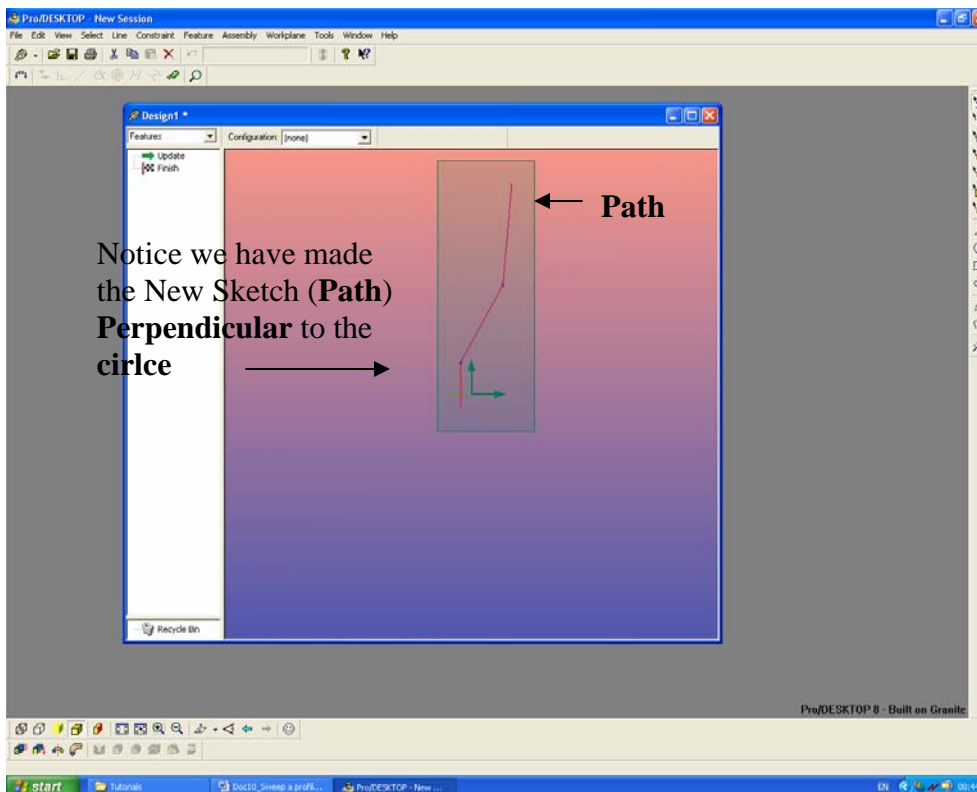 Pro/DESKTOP - New Session
File Edit View Select Line Constraint Feature Assembly Workplane Tools Window Help
Design1 *
Features Configuration: [none]
Update
Finish
Path
Notice we have made
the New Sketch (Path)
Perpendicular to the
cirlce
Recycle Bin
Pro/DESKTOP 8 - Built on Granite
start Tutorials Doc10_Sweep a profil... Pro/DESKTOP - New ... EN